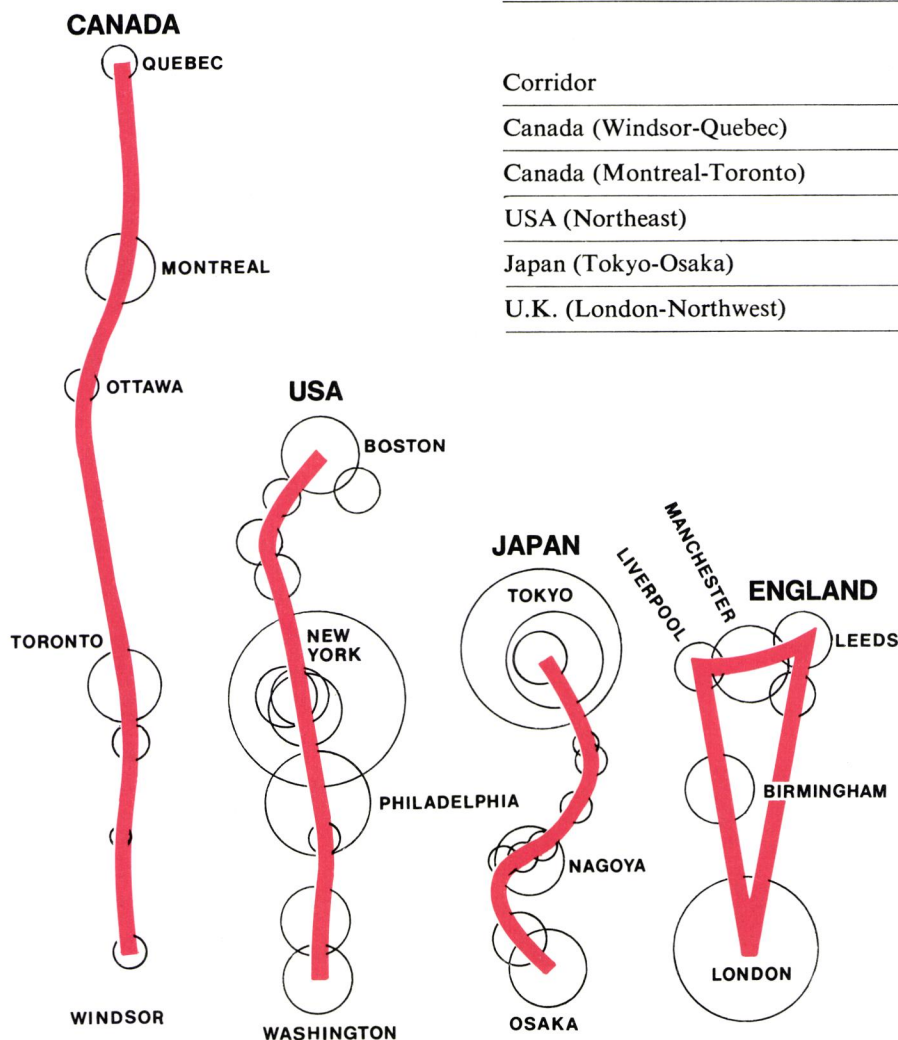 CANADA
QUEBEC
MONTREAL
OTTAWA
TORONTO
WINDSOR
USA
BOSTON
NEW
YORK
PHILADELPHIA
WASHINGTON
JAPAN
TOKYO
NAGOYA
OSAKA
ENGLAND
LIVERPOOL
MANCHESTER
LEEDS
BIRMINGHAM
LONDON
Corridor
Canada (Windsor-Quebec)
Canada (Montreal-Toronto)
USA (Northeast)
Japan (Tokyo-Osaka)
U.K. (London-Northwest)